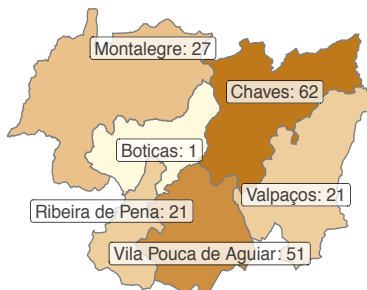 Montalegre: 27
Chaves: 62
Boticas: 1
Valpaços: 21
Ribeira de Pena: 21
Vila Pouca de Aguiar: 51